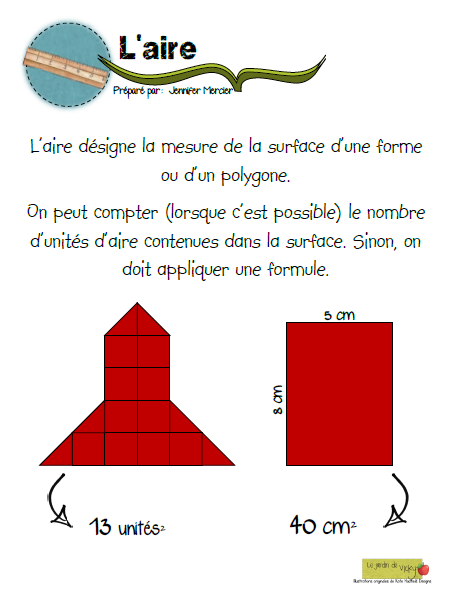 L'aire
Préparé par: Jennifer Mercier
L'aire désigne la mesure de la surface d'une forme
ou d'un polygone.
On peut compter (lorsque c'est possible) le nombre
d'unités d'aire contenues dans la surface. Sinon, on
doit appliquer une formule.
5 cm
8 cm
13 unités²
40 cm²
Le jardin de Vicky
Illustrations originales de Kate Hadfield Designs